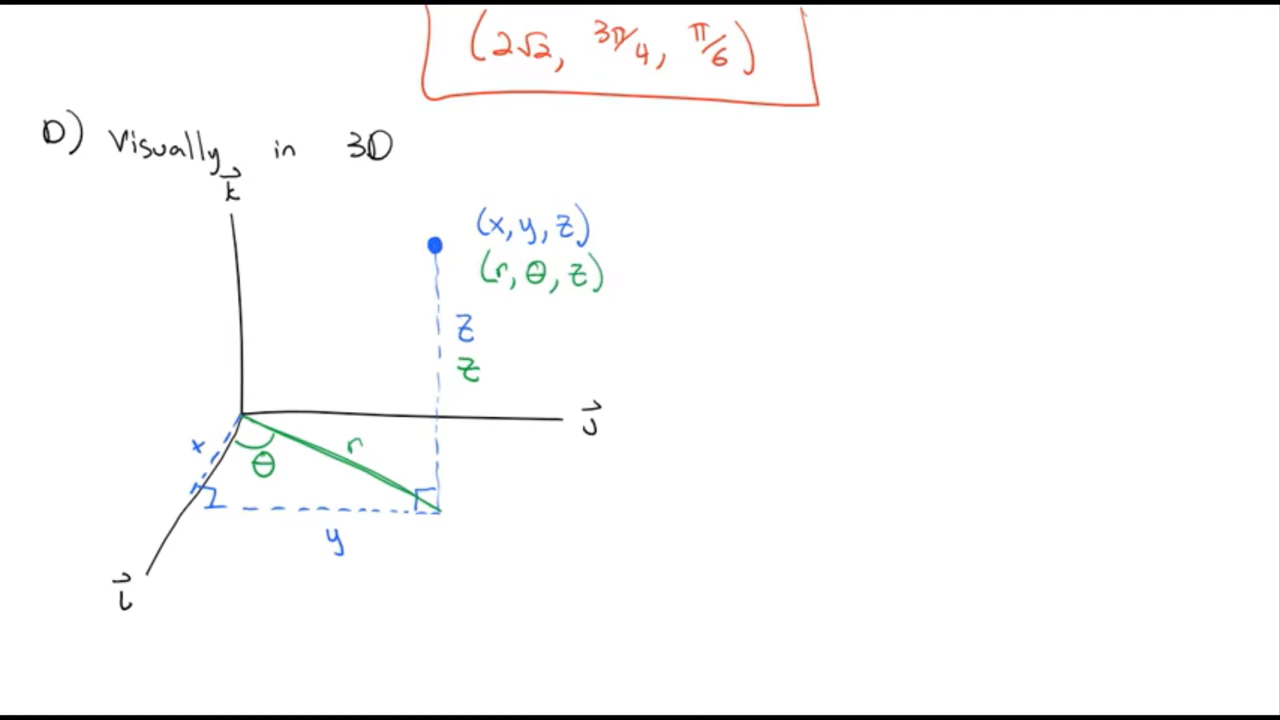 (2√2, 3π/4, π/6)
D) Visually in 3D
k⃗
(x, y, z)
(r, θ, z)
z
z
j⃗
x
r
θ
y
i⃗